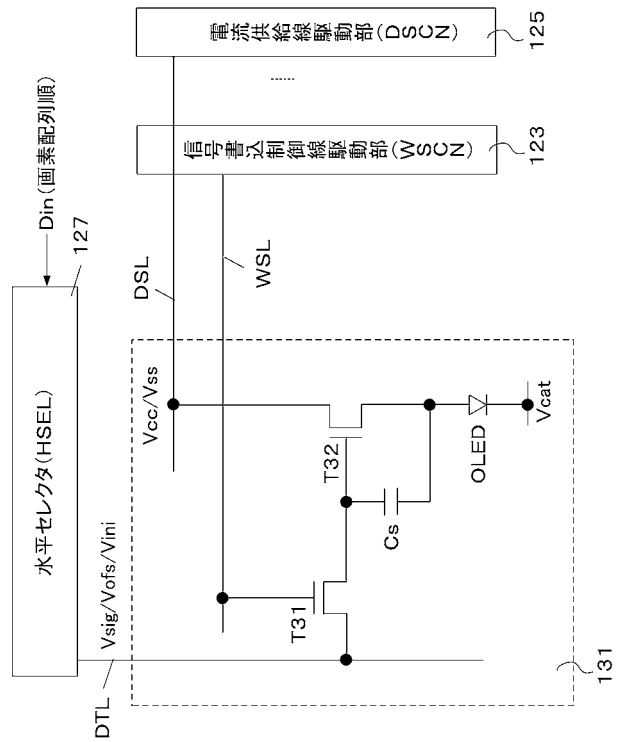 Din(画素配列順)
127
水平セレクタ(HSEL)
電流供給線駆動部(DSCN)
125
信号書込制御線駆動部(WSCN)
123
DSL
WSL
Vcc/Vss
Vsig/Vofs/Vini
DTL
T31
T32
Cs
OLED
Vcat
131